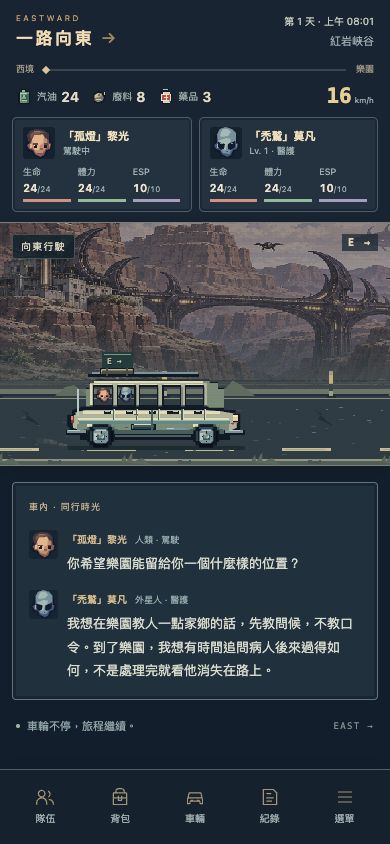 EASTWARD
一路向東 →
第 1 天 · 上午 08:01
紅岩峽谷
西境
樂園
汽油 24
廢料 8
藥品 3
16 km/h
「孤燈」黎光
駕駛中
生命 體力 ESP
24/24 24/24 10/10
「禿鷲」莫凡
Lv. 1 · 醫護
生命 體力 ESP
24/24 24/24 10/10
向東行駛
E →
E →
車內 · 同行時光
「孤燈」黎光 人類 · 駕駛
你希望樂園能留給你一個什麼樣的位置？
「禿鷲」莫凡 外星人 · 醫護
我想在樂園教人一點家鄉的話，先教問候，不教口
令。到了樂園，我想有時間追問病人後來過得如
何，不是處理完就看他消失在路上。
車輪不停，旅程繼續。
EAST →
隊伍
背包
車輛
紀錄
選單